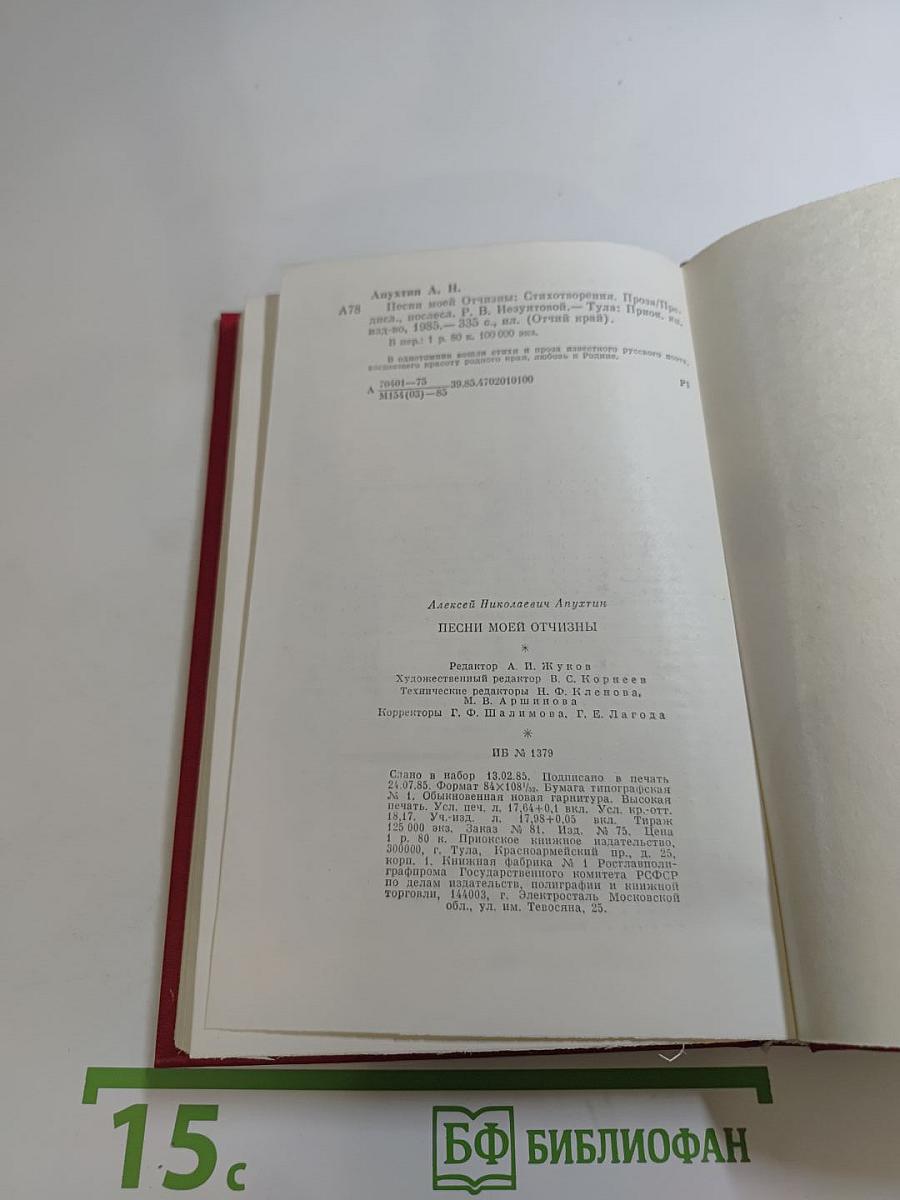 Апухтин А. Н.
А78 Песни моей Отчизны: Стихотворения. Проза/Пре-
дисл., послесл. Р. В. Иезуитовой.— Тула: Приок. кн.
изд-во, 1985.— 335 с., ил. (Отчий край).
В пер.: 1 р. 80 к. 100 000 экз.
В однотомник вошли стихи и проза известного русского поэта,
воспевшего красоту родного края, любовь к Родине.
А 70401—75 39.85.4702010100 Р1
М154(03)—85
Алексей Николаевич Апухтин
ПЕСНИ МОЕЙ ОТЧИЗНЫ
*
Редактор А. И. Жуков
Художественный редактор В. С. Корнеев
Технические редакторы Н. Ф. Кленова,
М. В. Аршинова
Корректоры Г. Ф. Шалимова, Г. Е. Лагода
*
ИБ № 1379
Сдано в набор 13.02.85. Подписано в печать
24.07.85. Формат 84×108¹/₃₂. Бумага типографская
№ 1. Обыкновенная новая гарнитура. Высокая
печать. Усл. печ. л. 17,64+0,1 вкл. Усл. кр.-отт.
18,17. Уч.-изд. л. 17,98+0,05 вкл. Тираж
125 000 экз. Заказ № 81. Изд. № 75. Цена
1 р. 80 к. Приокское книжное издательство,
300000, г. Тула, Красноармейский пр., д. 25,
корп. 1. Книжная фабрика № 1 Росглавполи-
графпрома Государственного комитета РСФСР
по делам издательств, полиграфии и книжной
торговли, 144003, г. Электросталь Московской
обл., ул. им. Тевосяна, 25.
15 с БФ БИБЛИОФАН